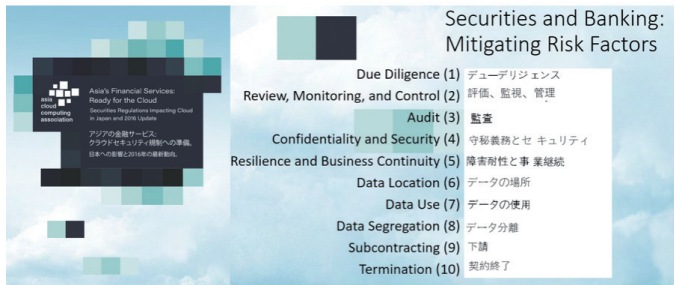 Securities and Banking:
Mitigating Risk Factors
asia
cloud
computing
association
Asia's Financial Services:
Ready for the Cloud
Securities Regulations Impacting Cloud
in Japan and 2016 Update
アジアの金融サービス:
クラウドセキュリティ規制への準備。
日本への影響と2016年の最新動向。
Due Diligence (1) デューデリジェンス
Review, Monitoring, and Control (2) 評価、監視、管理
Audit (3) 監査
Confidentiality and Security (4) 守秘義務とセ キュリティ
Resilience and Business Continuity (5) 障害耐性と事 業継続
Data Location (6) データの場所
Data Use (7) データの使用
Data Segregation (8) データ分離
Subcontracting (9) 下請
Termination (10) 契約終了